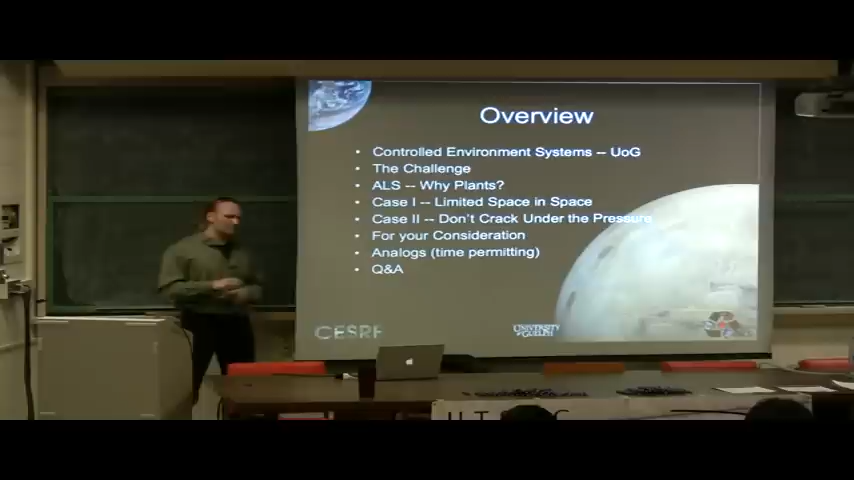 Overview
• Controlled Environment Systems -- UoG
• The Challenge
• ALS -- Why Plants?
• Case I -- Limited Space in Space
• Case II -- Don't Crack Under the Pressure
• For your Consideration
• Analogs (time permitting)
• Q&A
CESRF
UNIVERSITY
of GUELPH